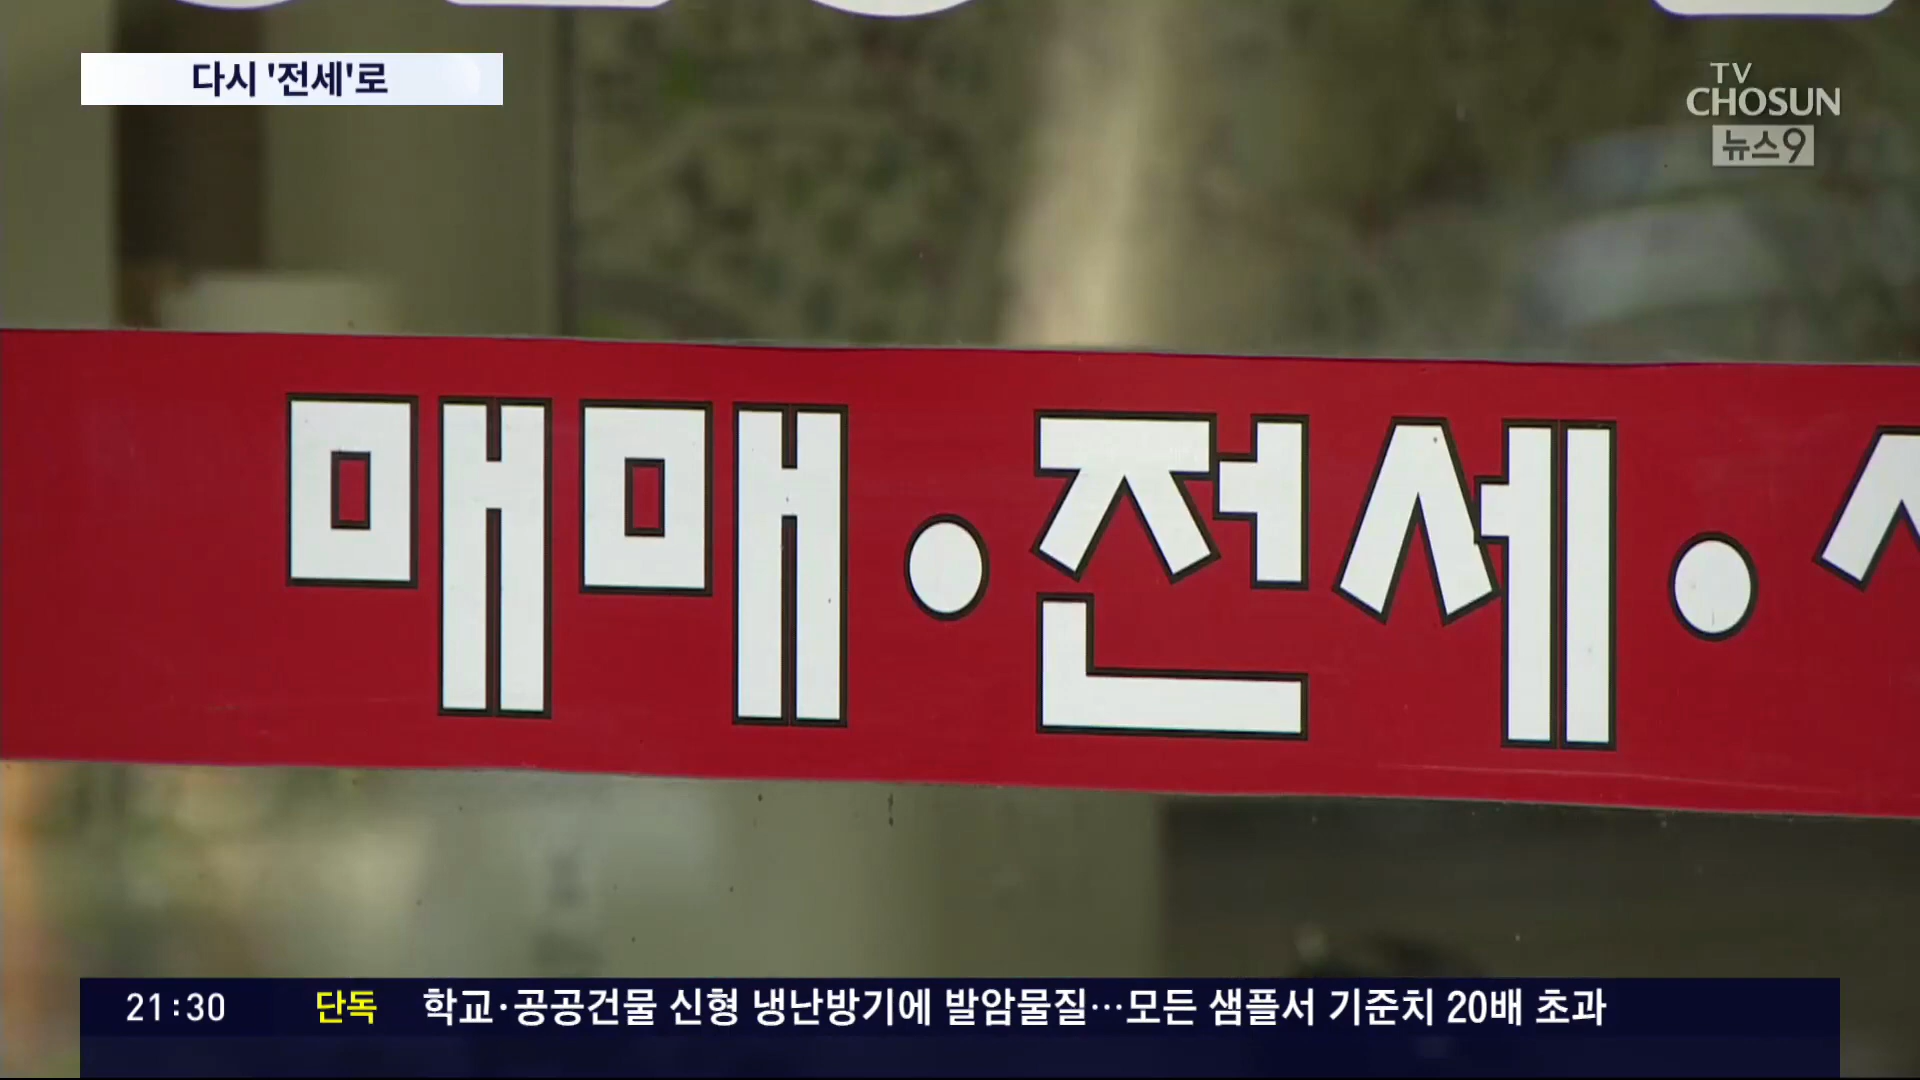 다시 '전세'로
TV
CHOSUN
뉴스9
매매·전세·
21:30 단독 학교·공공건물 신형 냉난방기에 발암물질…모든 샘플서 기준치 20배 초과